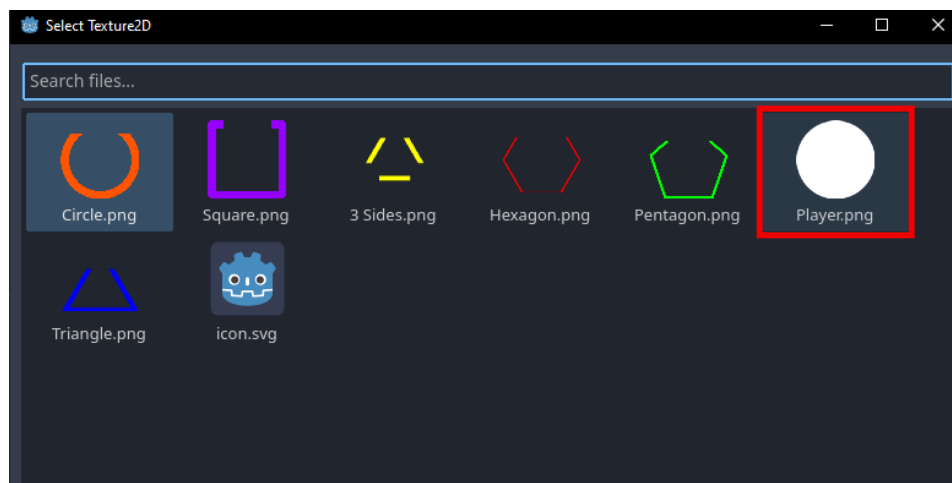 Select Texture2D
Search files...
Circle.png
Square.png
3 Sides.png
Hexagon.png
Pentagon.png
Player.png
Triangle.png
icon.svg